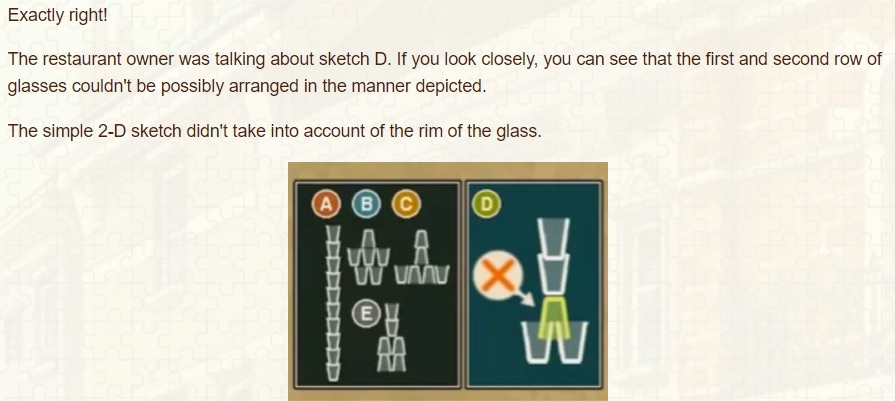 Exactly right!
The restaurant owner was talking about sketch D. If you look closely, you can see that the first and second row of
glasses couldn't be possibly arranged in the manner depicted.
The simple 2-D sketch didn't take into account of the rim of the glass.
A B C D
E